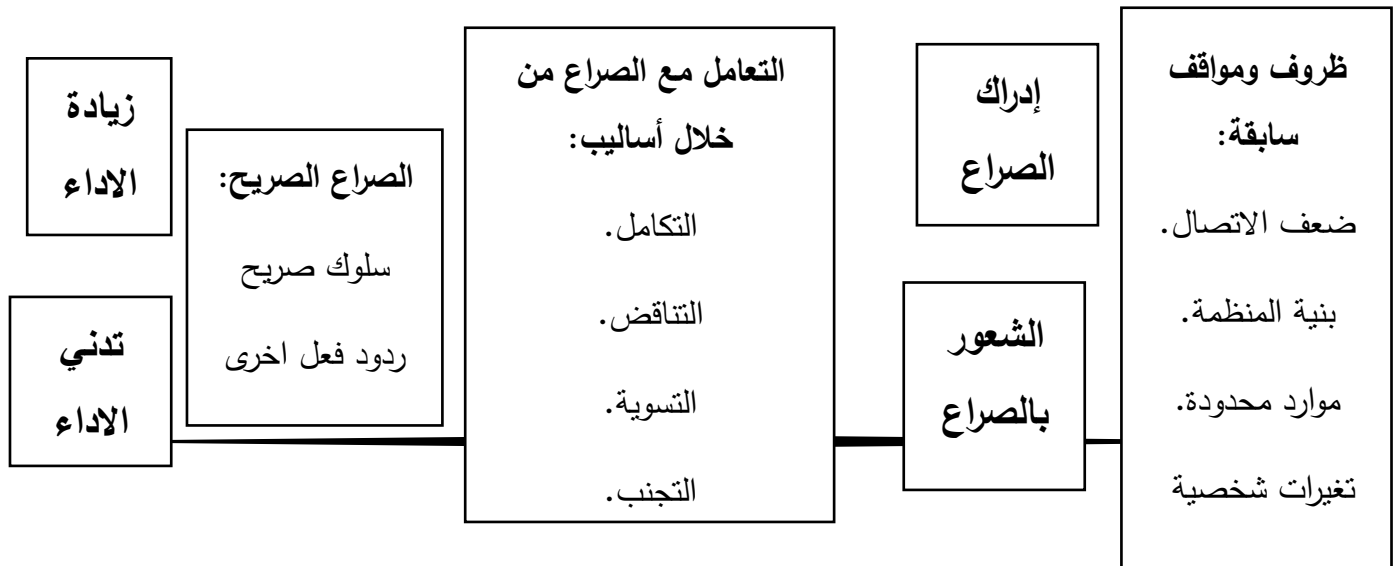 ظروف ومواقف
سابقة:
ضعف الاتصال.
بنية المنظمة.
موارد محدودة.
تغيرات شخصية
إدراك
الصراع
الشعور
بالصراع
التعامل مع الصراع من
خلال أساليب:
التكامل.
التناقض.
التسوية.
التجنب.
الصراع الصريح:
سلوك صريح
ردود فعل اخرى
زيادة
الاداء
تدني
الاداء